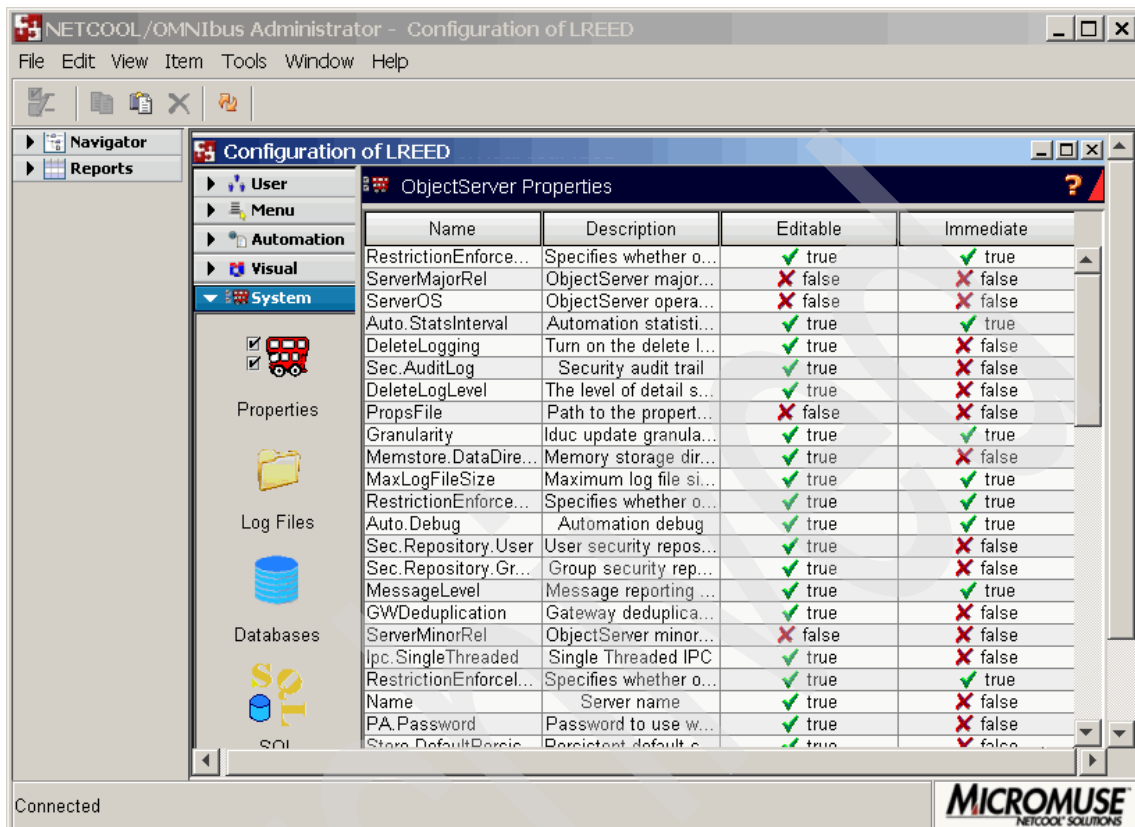 NETCOOL/OMNIbus Administrator - Configuration of LREED
File Edit View Item Tools Window Help
Navigator
Reports
Configuration of LREED
User
Menu
Automation
Visual
System
Properties
Log Files
Databases
SQL
SQL
ObjectServer Properties ?
Name Description Editable Immediate
RestrictionEnforce... Specifies whether o... true true
ServerMajorRel ObjectServer major... false false
ServerOS ObjectServer opera... false false
Auto.StatsInterval Automation statisti... true true
DeleteLogging Turn on the delete l... true false
Sec.AuditLog Security audit trail true false
DeleteLogLevel The level of detail s... true false
PropsFile Path to the propert... false false
Granularity Iduc update granula... true true
Memstore.DataDire... Memory storage dir... true false
MaxLogFileSize Maximum log file si... true true
RestrictionEnforce... Specifies whether o... true true
Auto.Debug Automation debug true true
Sec.Repository.User User security repos... true false
Sec.Repository.Gr... Group security rep... true false
MessageLevel Message reporting ... true true
GWDeduplication Gateway deduplica... true false
ServerMinorRel ObjectServer minor... false false
Ipc.SingleThreaded Single Threaded IPC true false
RestrictionEnforcel... Specifies whether o... true true
Name Server name true false
PA.Password Password to use w... true false
Store.DefaultPersis... Persistent default s... true false
Connected
MICROMUSE
NETCOOL® SOLUTIONS